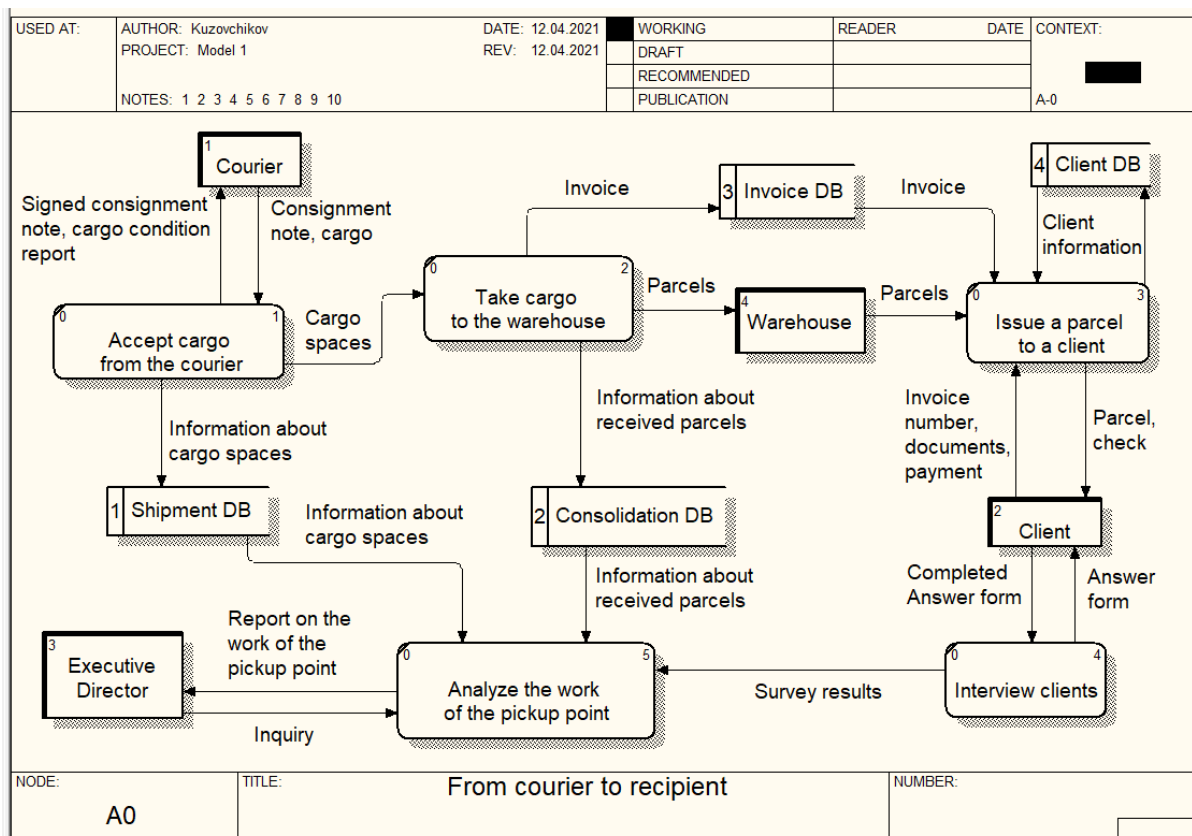 USED AT:
AUTHOR: Kuzovchikov
DATE: 12.04.2021
WORKING
READER
DATE
CONTEXT:
PROJECT: Model 1
REV: 12.04.2021
DRAFT
RECOMMENDED
NOTES: 1 2 3 4 5 6 7 8 9 10
PUBLICATION
A-0
1
Courier
Signed consignment
note, cargo condition
report
Consignment
note, cargo
Invoice
3
Invoice DB
Invoice
4
Client DB
Client
information
0
1
Accept cargo
from the courier
Cargo
spaces
0
2
Take cargo
to the warehouse
Parcels
4
Warehouse
Parcels
0
3
Issue a parcel
to a client
Information about
cargo spaces
Information about
received parcels
Invoice
number,
documents,
payment
Parcel,
check
1
Shipment DB
Information about
cargo spaces
2
Consolidation DB
2
Client
Information about
received parcels
Completed
Answer form
Answer
form
Report on the
work of the
pickup point
3
Executive
Director
Inquiry
0
5
Analyze the work
of the pickup point
Survey results
0
4
Interview clients
NODE:
A0
TITLE:
From courier to recipient
NUMBER: